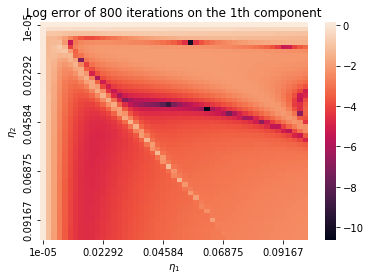 Log error of 800 iterations on the 1th component
1e-05
0.02292
0.04584
0.06875
0.09167
η₂
1e-05
0.02292
0.04584
0.06875
0.09167
η₁
0
−2
−4
−6
−8
−10